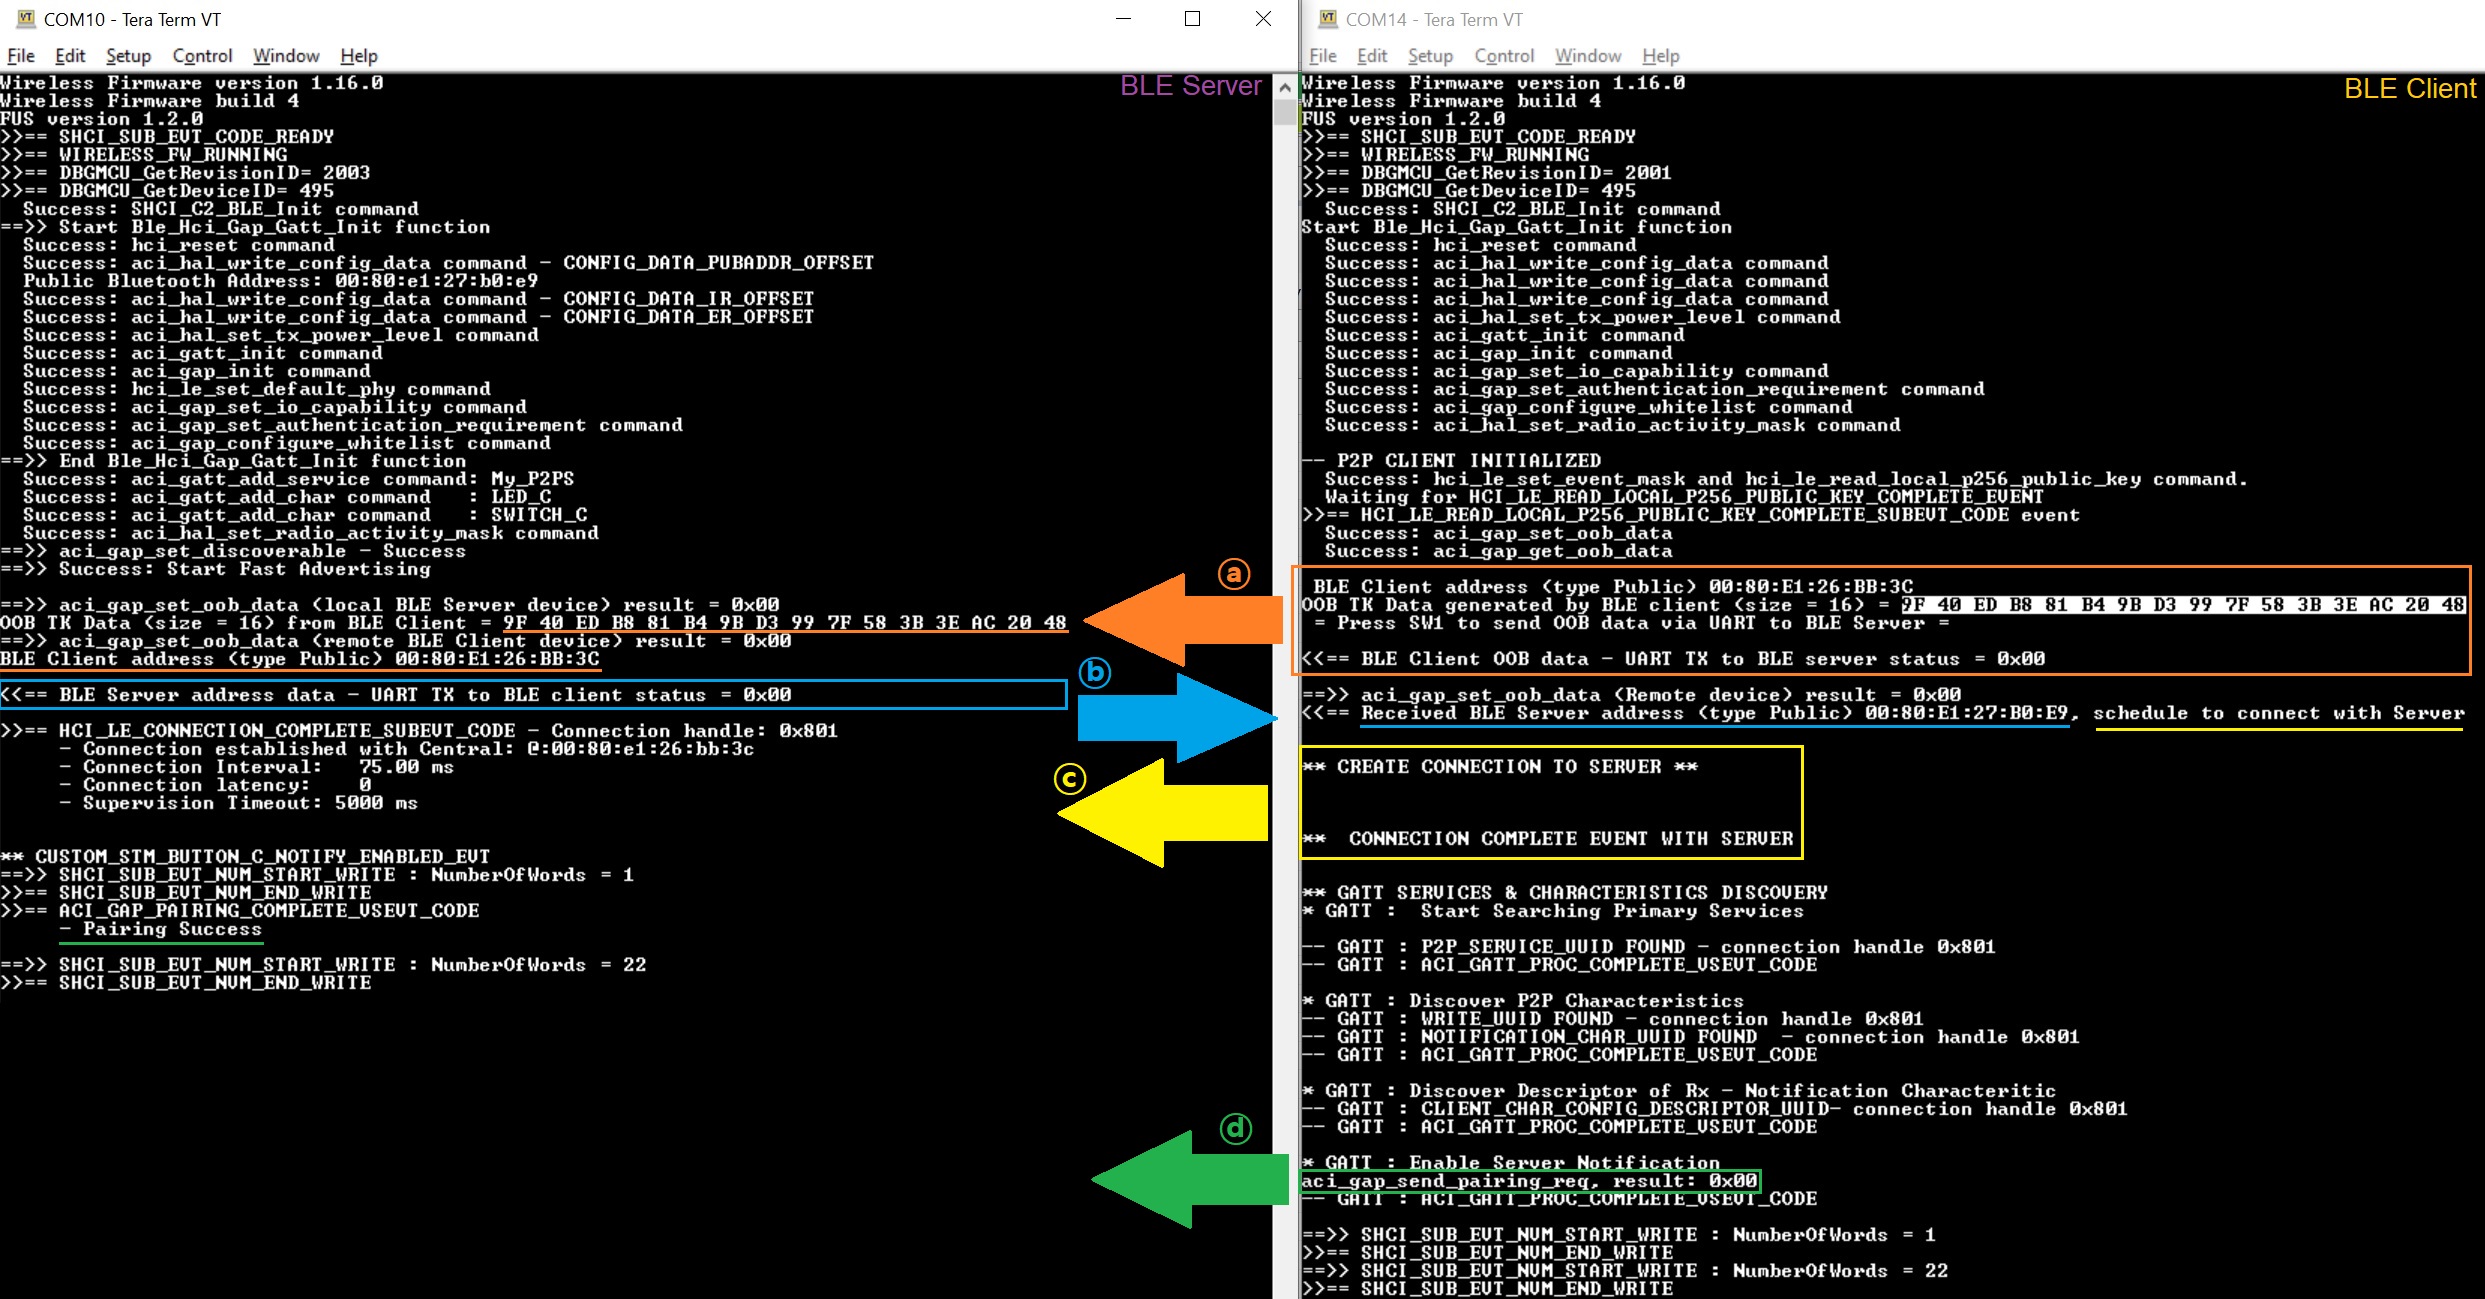 COM10 - Tera Term VT
File Edit Setup Control Window Help
BLE Server
Wireless Firmware version 1.16.0
Wireless Firmware build 4
FUS version 1.2.0
>>== SHCI_SUB_EVT_CODE_READY
>>== WIRELESS_FW_RUNNING
>>== DBGMCU_GetRevisionID= 2003
>>== DBGMCU_GetDeviceID= 495
Success: SHCI_C2_BLE_Init command
==>> Start Ble_Hci_Gap_Gatt_Init function
Success: hci_reset command
Success: aci_hal_write_config_data command - CONFIG_DATA_PUBADDR_OFFSET
Public Bluetooth Address: 00:80:e1:27:b0:e9
Success: aci_hal_write_config_data command - CONFIG_DATA_IR_OFFSET
Success: aci_hal_write_config_data command - CONFIG_DATA_ER_OFFSET
Success: aci_hal_set_tx_power_level command
Success: aci_gatt_init command
Success: aci_gap_init command
Success: hci_le_set_default_phy command
Success: aci_gap_set_io_capability command
Success: aci_gap_set_authentication_requirement command
Success: aci_gap_configure_whitelist command
==>> End Ble_Hci_Gap_Gatt_Init function
Success: aci_gatt_add_service command: My_P2PS
Success: aci_gatt_add_char command   : LED_C
Success: aci_gatt_add_char command   : SWITCH_C
Success: aci_hal_set_radio_activity_mask command
==>> aci_gap_set_discoverable - Success
==>> Success: Start Fast Advertising
==>> aci_gap_set_oob_data (local BLE Server device) result = 0x00
OOB TK Data (size = 16) from BLE Client = 9F 40 ED B8 81 B4 9B D3 99 7F 58 3B 3E AC 20 48
==>> aci_gap_set_oob_data (remote BLE Client device) result = 0x00
BLE Client address (type Public) 00:80:E1:26:BB:3C
<<== BLE Server address data - UART TX to BLE client status = 0x00
>>== HCI_LE_CONNECTION_COMPLETE_SUBEVT_CODE - Connection handle: 0x801
- Connection established with Central: @:00:80:e1:26:bb:3c
- Connection Interval:   75.00 ms
- Connection latency:    0
- Supervision Timeout: 5000 ms
** CUSTOM_STM_BUTTON_C_NOTIFY_ENABLED_EVT
==>> SHCI_SUB_EVT_NVM_START_WRITE : NumberOfWords = 1
>>== SHCI_SUB_EVT_NVM_END_WRITE
>>== ACI_GAP_PAIRING_COMPLETE_VSEVT_CODE
- Pairing Success
==>> SHCI_SUB_EVT_NVM_START_WRITE : NumberOfWords = 22
>>== SHCI_SUB_EVT_NVM_END_WRITE
ⓐ
ⓑ
ⓒ
ⓓ
COM14 - Tera Term VT
File Edit Setup Control Window Help
BLE Client
Wireless Firmware version 1.16.0
Wireless Firmware build 4
FUS version 1.2.0
>>== SHCI_SUB_EVT_CODE_READY
>>== WIRELESS_FW_RUNNING
>>== DBGMCU_GetRevisionID= 2001
>>== DBGMCU_GetDeviceID= 495
Success: SHCI_C2_BLE_Init command
Start Ble_Hci_Gap_Gatt_Init function
Success: hci_reset command
Success: aci_hal_write_config_data command
Success: aci_hal_write_config_data command
Success: aci_hal_write_config_data command
Success: aci_hal_set_tx_power_level command
Success: aci_gatt_init command
Success: aci_gap_init command
Success: aci_gap_set_io_capability command
Success: aci_gap_set_authentication_requirement command
Success: aci_gap_configure_whitelist command
Success: aci_hal_set_radio_activity_mask command
-- P2P CLIENT INITIALIZED
Success: hci_le_set_event_mask and hci_le_read_local_p256_public_key command.
Waiting for HCI_LE_READ_LOCAL_P256_PUBLIC_KEY_COMPLETE_EVENT
>>== HCI_LE_READ_LOCAL_P256_PUBLIC_KEY_COMPLETE_SUBEVT_CODE event
Success: aci_gap_set_oob_data
Success: aci_gap_get_oob_data
BLE Client address (type Public) 00:80:E1:26:BB:3C
OOB TK Data generated by BLE client (size = 16) = 9F 40 ED B8 81 B4 9B D3 99 7F 58 3B 3E AC 20 48
= Press SW1 to send OOB data via UART to BLE Server =
<<== BLE Client OOB data - UART TX to BLE server status = 0x00
==>> aci_gap_set_oob_data (Remote device) result = 0x00
<<== Received BLE Server address (type Public) 00:80:E1:27:B0:E9, schedule to connect with Server
** CREATE CONNECTION TO SERVER **
**  CONNECTION COMPLETE EVENT WITH SERVER
** GATT SERVICES & CHARACTERISTICS DISCOVERY
* GATT :  Start Searching Primary Services
-- GATT : P2P_SERVICE_UUID FOUND - connection handle 0x801
-- GATT : ACI_GATT_PROC_COMPLETE_VSEVT_CODE
* GATT : Discover P2P Characteristics
-- GATT : WRITE_UUID FOUND - connection handle 0x801
-- GATT : NOTIFICATION_CHAR_UUID FOUND  - connection handle 0x801
-- GATT : ACI_GATT_PROC_COMPLETE_VSEVT_CODE
* GATT : Discover Descriptor of Rx - Notification Characteritic
-- GATT : CLIENT_CHAR_CONFIG_DESCRIPTOR_UUID- connection handle 0x801
-- GATT : ACI_GATT_PROC_COMPLETE_VSEVT_CODE
* GATT : Enable Server Notification
aci_gap_send_pairing_req, result: 0x00
-- GATT : ACI_GATT_PROC_COMPLETE_VSEVT_CODE
==>> SHCI_SUB_EVT_NVM_START_WRITE : NumberOfWords = 1
>>== SHCI_SUB_EVT_NVM_END_WRITE
==>> SHCI_SUB_EVT_NVM_START_WRITE : NumberOfWords = 22
>>== SHCI_SUB_EVT_NVM_END_WRITE